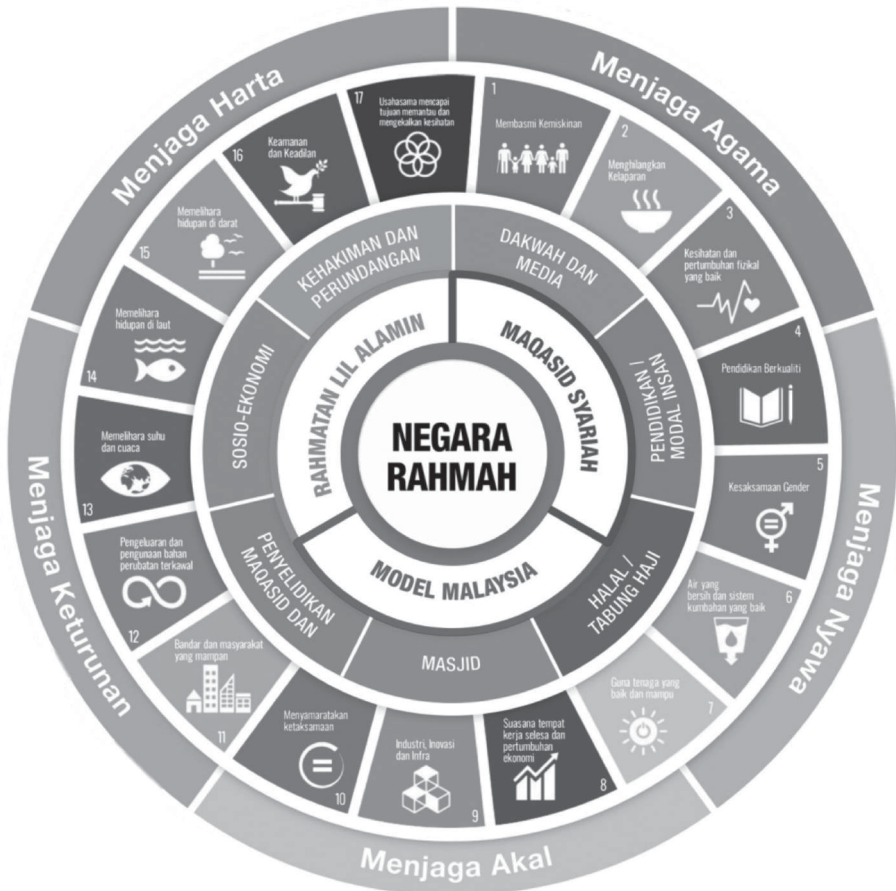 Menjaga Harta
Menjaga Agama
Menjaga Nyawa
Menjaga Akal
Menjaga Keturunan
1
Membasmi Kemiskinan
2
Menghilangkan
Kelaparan
3
Kesihatan dan
pertumbuhan fizikal
yang baik
4
Pendidikan Berkualiti
5
Kesaksamaan Gender
6
Air yang
bersih dan sistem
kumbahan yang baik
7
Guna tenaga yang
baik dan mampu
8
Suasana tempat
kerja selesa dan
pertumbuhan
ekonomi
9
Industri, Inovasi
dan Infra
10
Menyamaratakan
ketaksamaan
11
Bandar dan masyarakat
yang mampan
12
Pengeluaran dan
pengunaan bahan
perubatan terkawal
13
Memelihara suhu
dan cuaca
14
Memelihara
hidupan di laut
15
Memelihara
hidupan di darat
16
Keamanan
dan Keadilan
17
Usahasama mencapai
tujuan memantau dan
mengekalkan kesihatan
DAKWAH DAN
MEDIA
PENDIDIKAN /
MODAL INSAN
HALAL /
TABUNG HAJI
MASJID
PENYELIDIKAN
MAQASID DAN
SOSIO-EKONOMI
KEHAKIMAN DAN
PERUNDANGAN
RAHMATAN LIL ALAMIN
MAQASID SYARIAH
MODEL MALAYSIA
NEGARA
RAHMAH